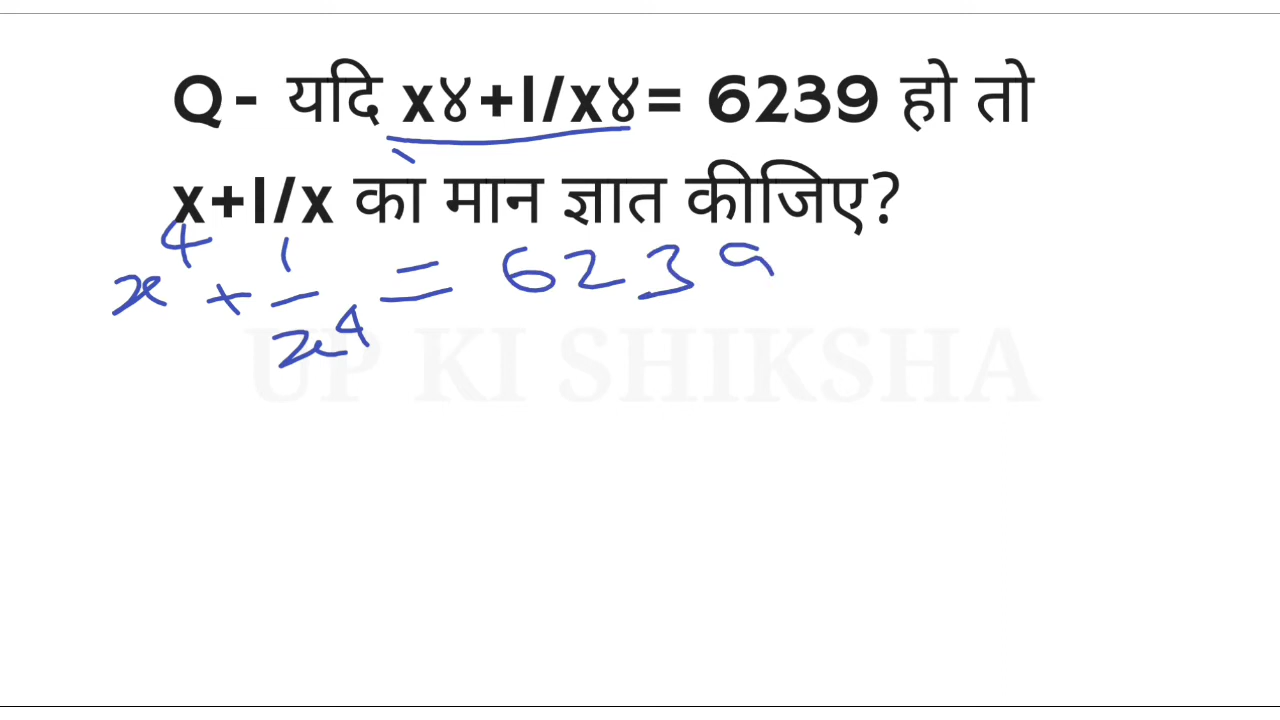 Q- यदि x४+1/x४= 6239 हो तो
x+1/x का मान ज्ञात कीजिए?
x⁴ + 1/x⁴ = 6239
UP KI SHIKSHA